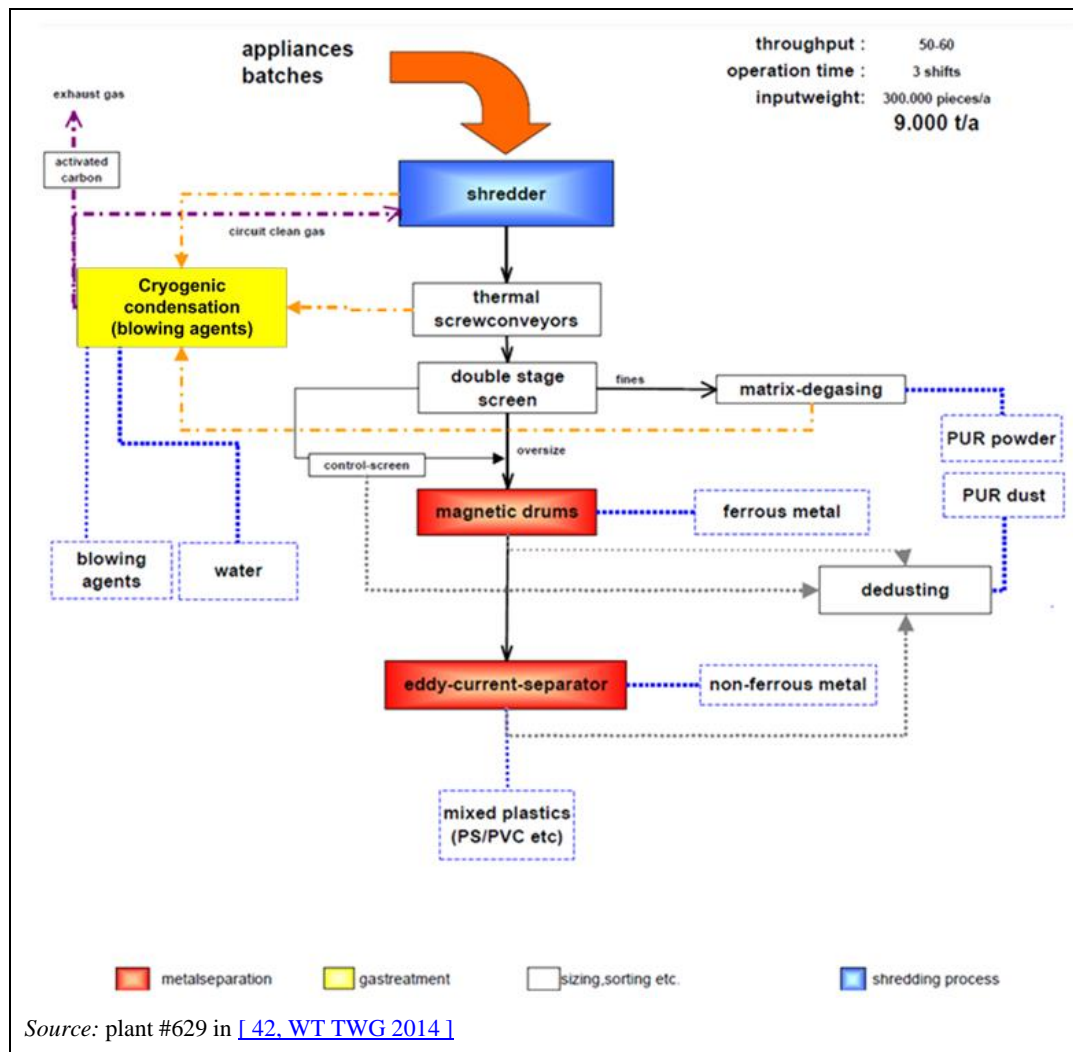 appliances
batches
throughput : 50-60
operation time : 3 shifts
inputweight: 300.000 pieces/a
9.000 t/a
exhaust gas
activated
carbon
shredder
circuit clean gas
Cryogenic
condensation
(blowing agents)
thermal
screwconveyors
double stage
screen
fines
matrix-degasing
PUR powder
oversize
control-screen
PUR dust
magnetic drums
ferrous metal
blowing
agents
water
dedusting
eddy-current-separator
non-ferrous metal
mixed plastics
(PS/PVC etc)
metalseparation
gastreatment
sizing,sorting etc.
shredding process
Source: plant #629 in [ 42, WT TWG 2014 ]